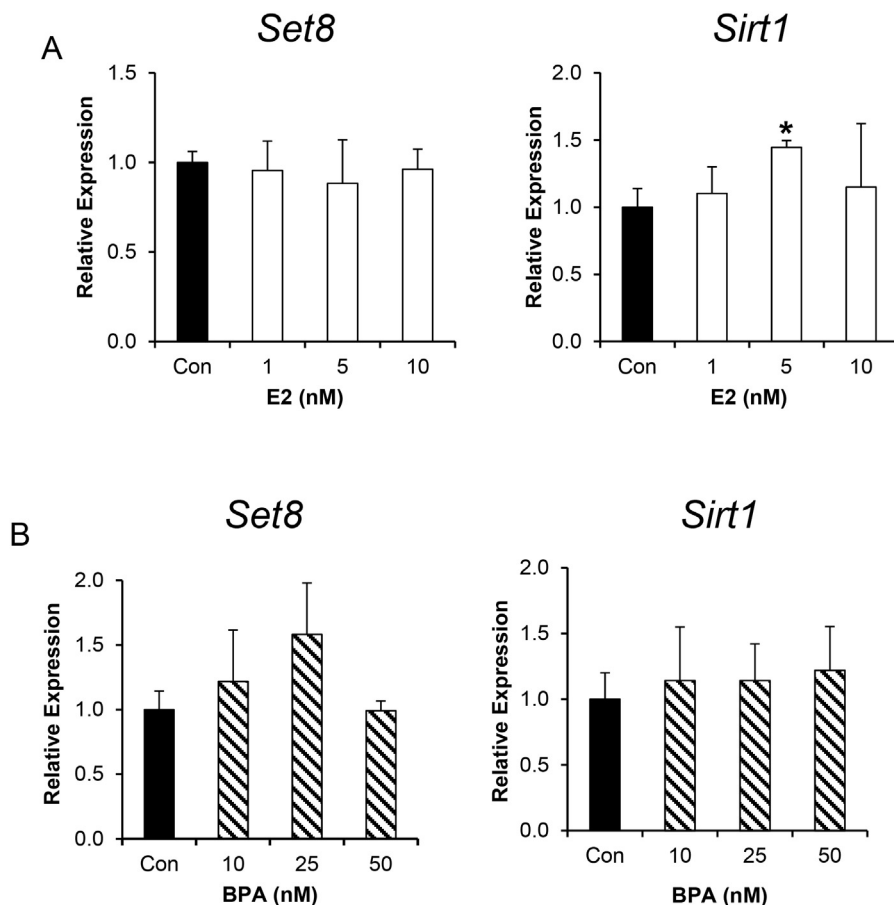 A
Set8
Relative Expression
1.5
1.0
0.5
0.0
Con 1 5 10
E2 (nM)
Sirt1
Relative Expression
2.0
1.5
1.0
0.5
0.0
*
Con 1 5 10
E2 (nM)
B
Set8
Relative Expression
2.0
1.5
1.0
0.5
0.0
Con 10 25 50
BPA (nM)
Sirt1
Relative Expression
2.0
1.5
1.0
0.5
0.0
Con 10 25 50
BPA (nM)